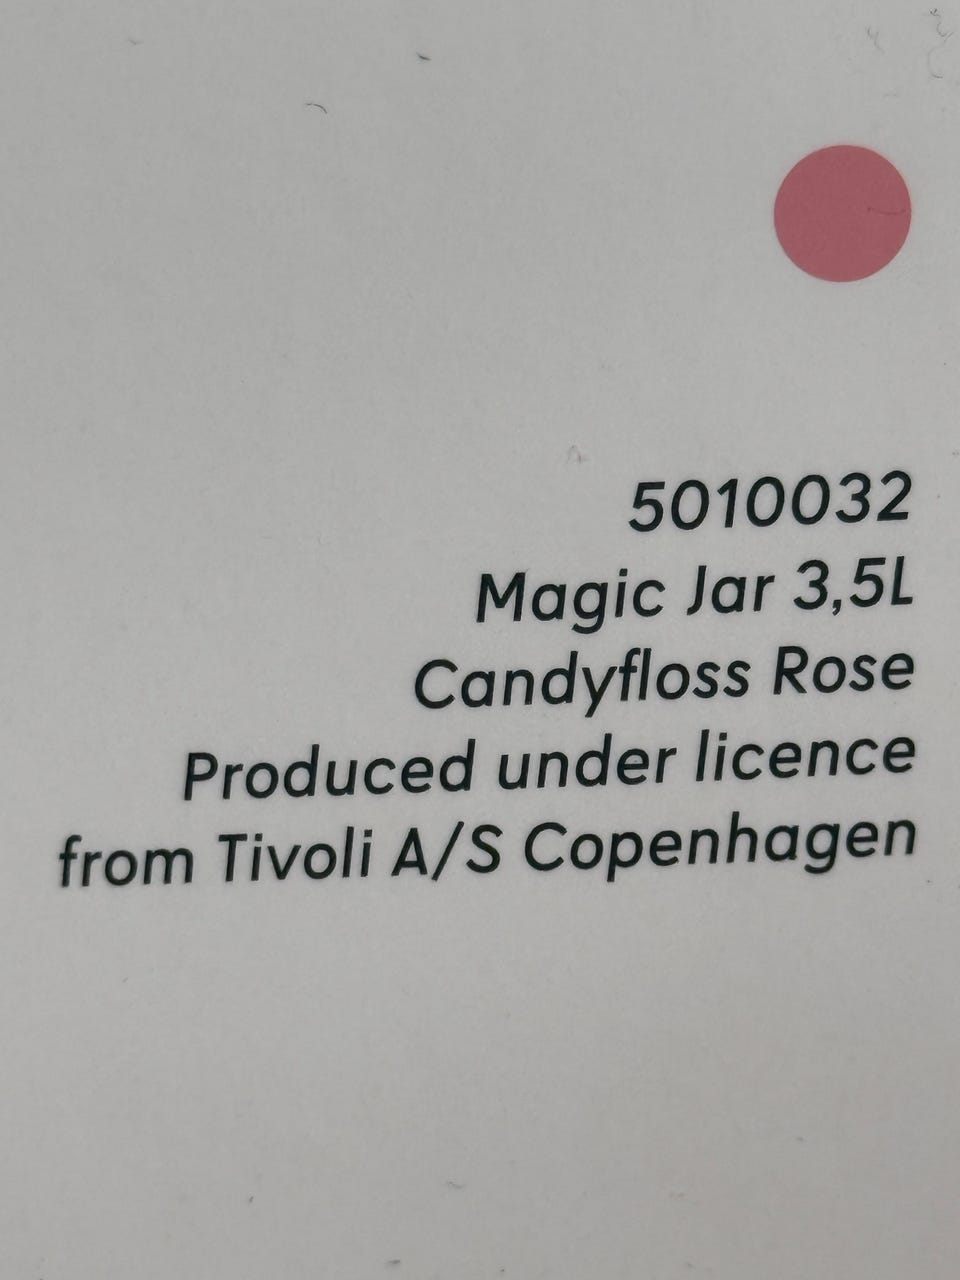 5010032
Magic Jar 3,5L
Candyfloss Rose
Produced under licence
from Tivoli A/S Copenhagen